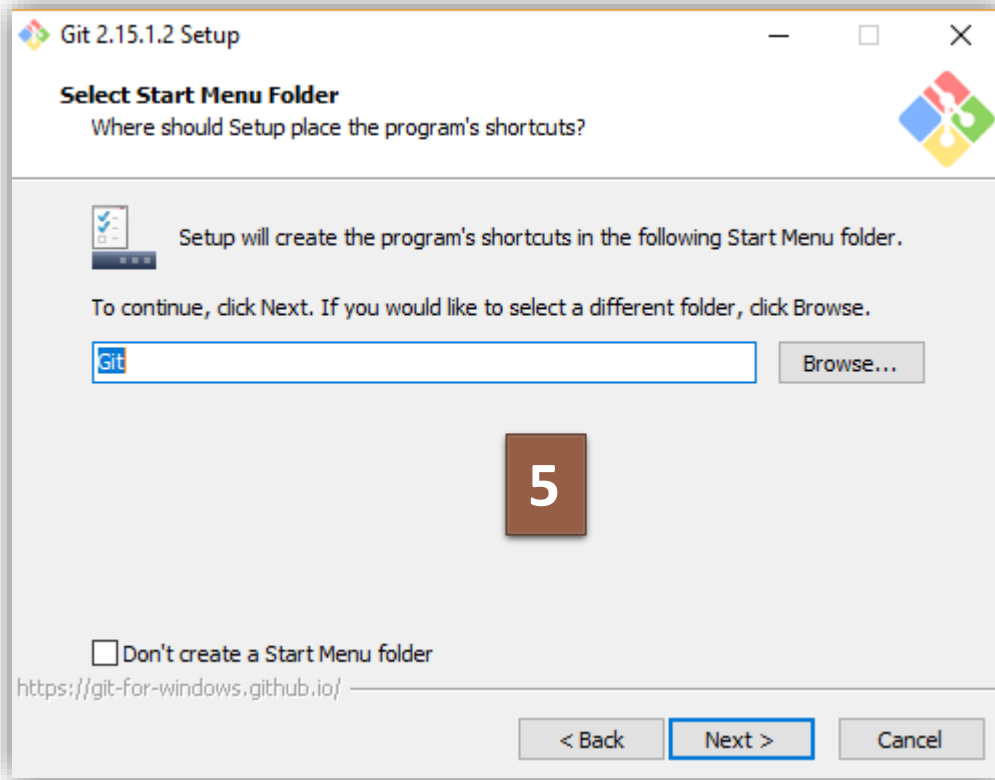 Git 2.15.1.2 Setup
Select Start Menu Folder
Where should Setup place the program's shortcuts?
Setup will create the program's shortcuts in the following Start Menu folder.
To continue, click Next. If you would like to select a different folder, click Browse.
Git
Browse...
5
Don't create a Start Menu folder
https://git-for-windows.github.io/
< Back Next > Cancel